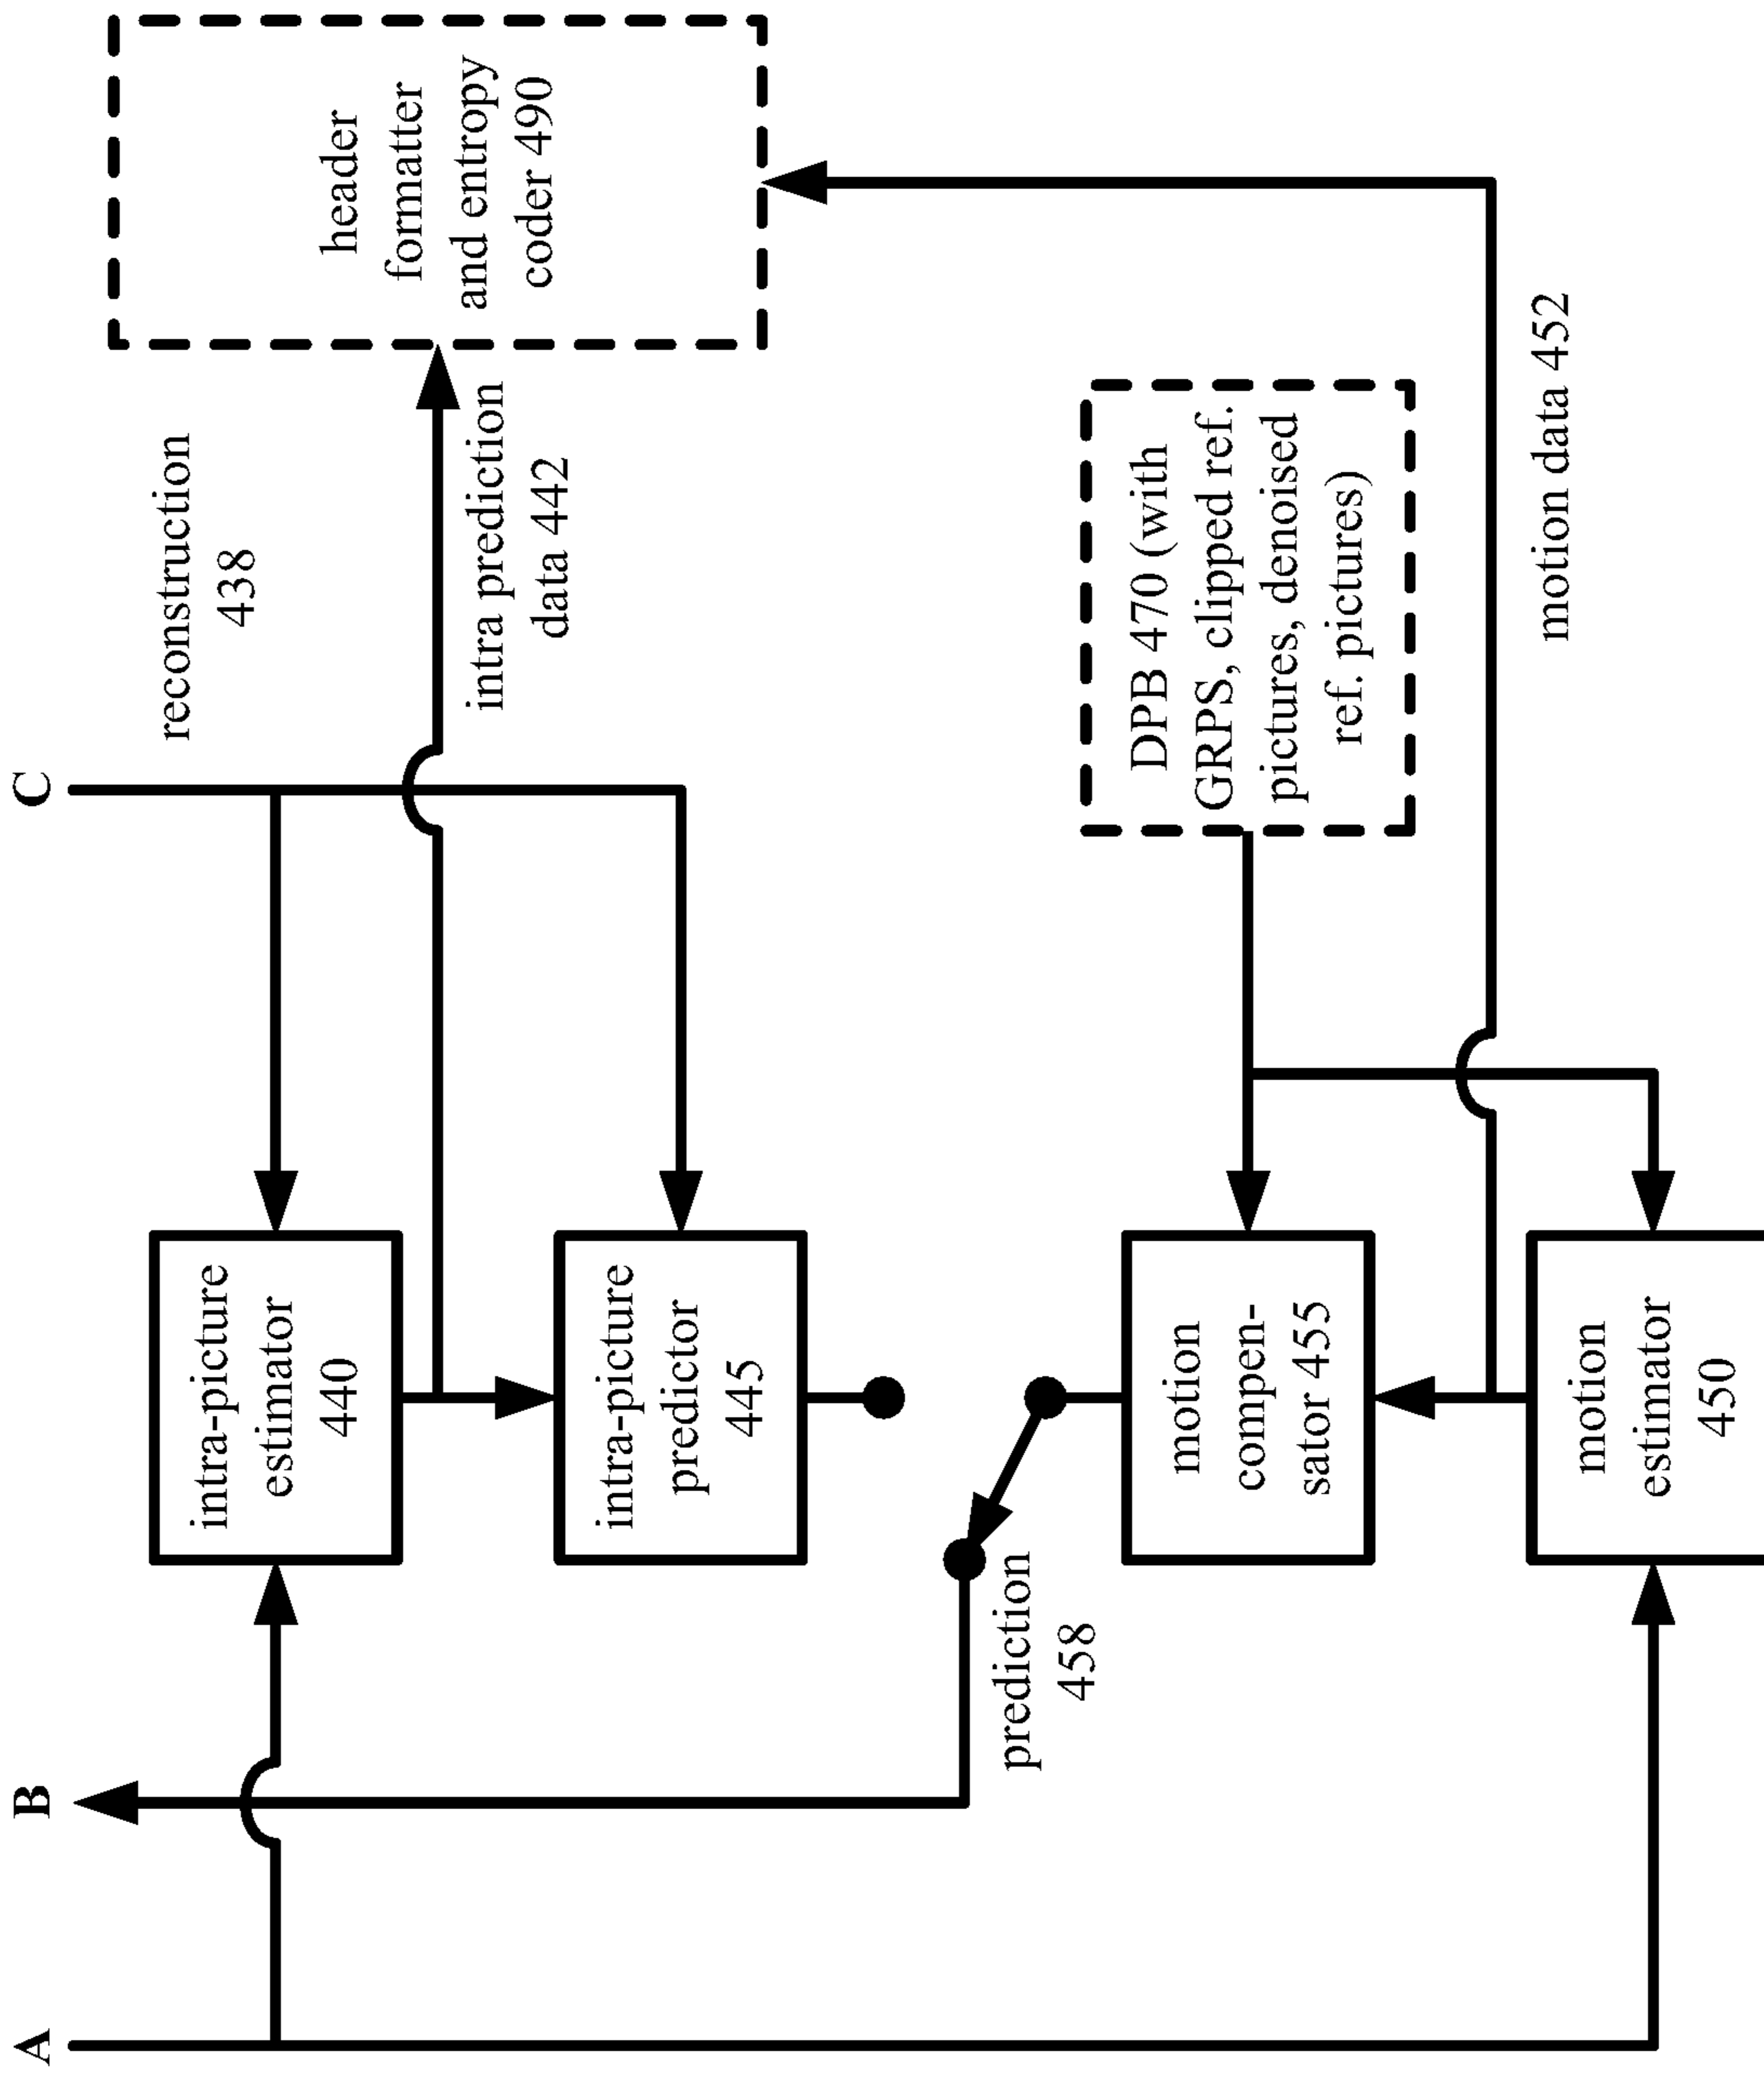 A
B
C
reconstruction
438
header
formatter
and entropy
coder 490
intra-picture
estimator
440
intra prediction
data 442
intra-picture
predictor
445
prediction
458
DPB 470 (with
GRPS, clipped ref.
pictures, denoised
ref. pictures)
motion
compen-
sator 455
motion data 452
motion
estimator
450